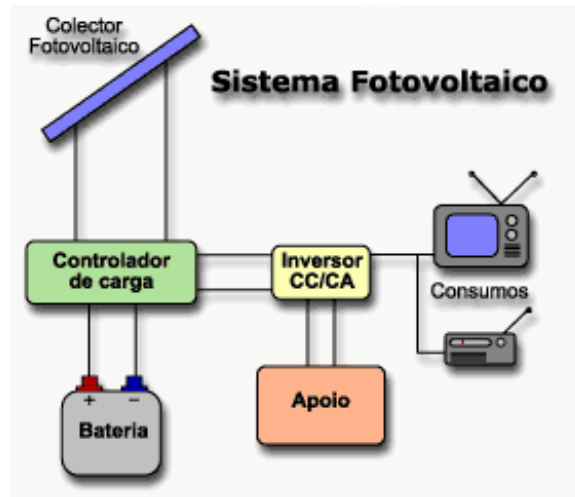 Colector
Fotovoltaico
Sistema Fotovoltaico
Controlador
de carga
Inversor
CC/CA
Consumos
+ −
Bateria
Apoio